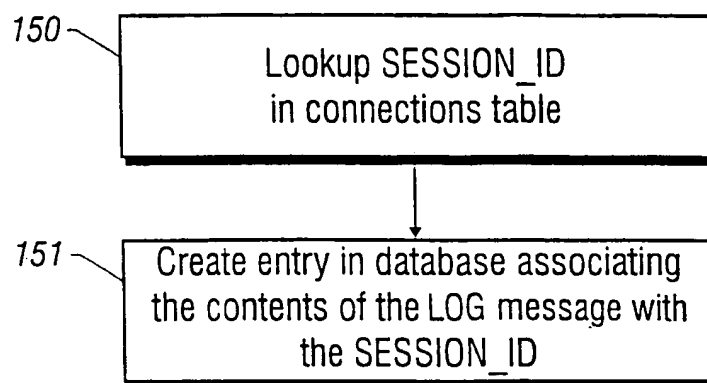 150
Lookup SESSION_ID
in connections table
151
Create entry in database associating
the contents of the LOG message with
the SESSION_ID